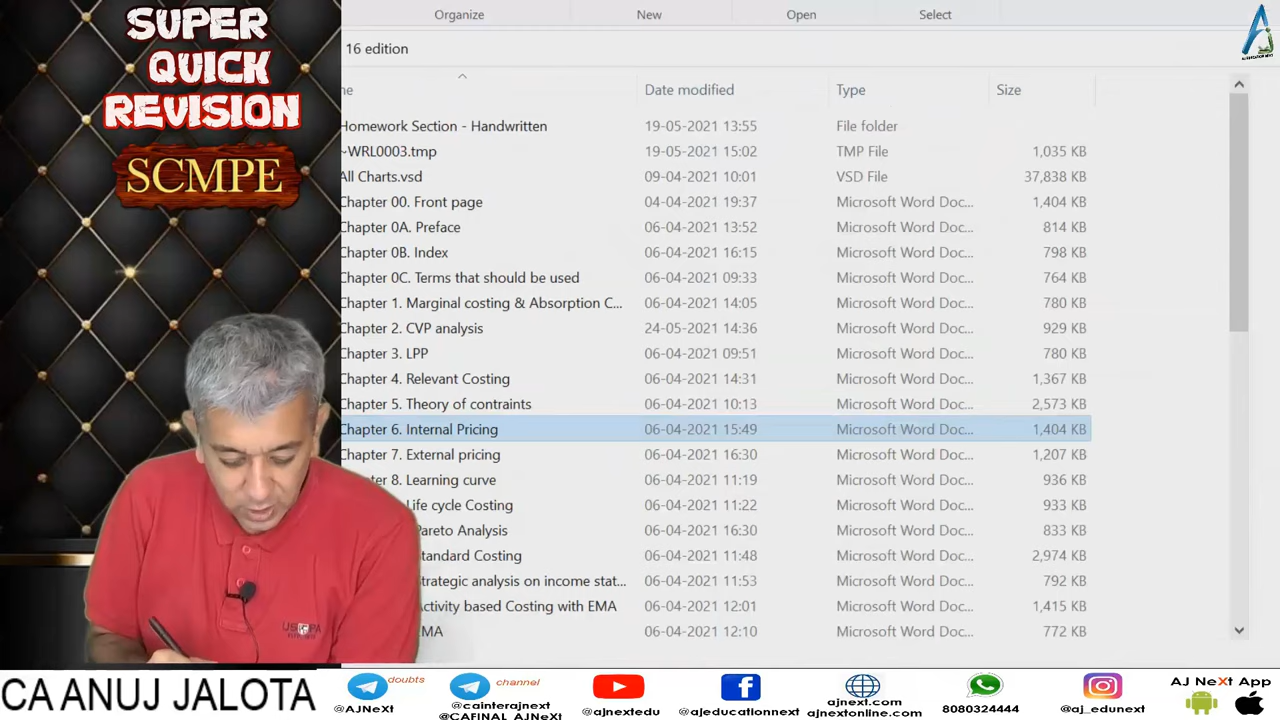 SUPER
QUICK
REVISION
SCMPE
Organize New Open Select
16 edition
ne Date modified Type Size
Homework Section - Handwritten 19-05-2021 13:55 File folder
~WRL0003.tmp 19-05-2021 15:02 TMP File 1,035 KB
All Charts.vsd 09-04-2021 10:01 VSD File 37,838 KB
Chapter 00. Front page 04-04-2021 19:37 Microsoft Word Doc... 1,404 KB
Chapter 0A. Preface 06-04-2021 13:52 Microsoft Word Doc... 814 KB
Chapter 0B. Index 06-04-2021 16:15 Microsoft Word Doc... 798 KB
Chapter 0C. Terms that should be used 06-04-2021 09:33 Microsoft Word Doc... 764 KB
Chapter 1. Marginal costing & Absorption C... 06-04-2021 14:05 Microsoft Word Doc... 780 KB
Chapter 2. CVP analysis 24-05-2021 14:36 Microsoft Word Doc... 929 KB
Chapter 3. LPP 06-04-2021 09:51 Microsoft Word Doc... 780 KB
Chapter 4. Relevant Costing 06-04-2021 14:31 Microsoft Word Doc... 1,367 KB
Chapter 5. Theory of contraints 06-04-2021 10:13 Microsoft Word Doc... 2,573 KB
Chapter 6. Internal Pricing 06-04-2021 15:49 Microsoft Word Doc... 1,404 KB
Chapter 7. External pricing 06-04-2021 16:30 Microsoft Word Doc... 1,207 KB
er 8. Learning curve 06-04-2021 11:19 Microsoft Word Doc... 936 KB
Life cycle Costing 06-04-2021 11:22 Microsoft Word Doc... 933 KB
Pareto Analysis 06-04-2021 16:30 Microsoft Word Doc... 833 KB
tandard Costing 06-04-2021 11:48 Microsoft Word Doc... 2,974 KB
trategic analysis on income stat... 06-04-2021 11:53 Microsoft Word Doc... 792 KB
ctivity based Costing with EMA 06-04-2021 12:01 Microsoft Word Doc... 1,415 KB
MA 06-04-2021 12:10 Microsoft Word Doc... 772 KB
CA ANUJ JALOTA
doubts
@AJNeXt
channel
@cainterajnext
@CAFINAL_AJNeXt
@ajnextedu
@ajeducationnext
ajnext.com
ajnextonline.com
8080324444
@aj_edunext
AJ NeXt App